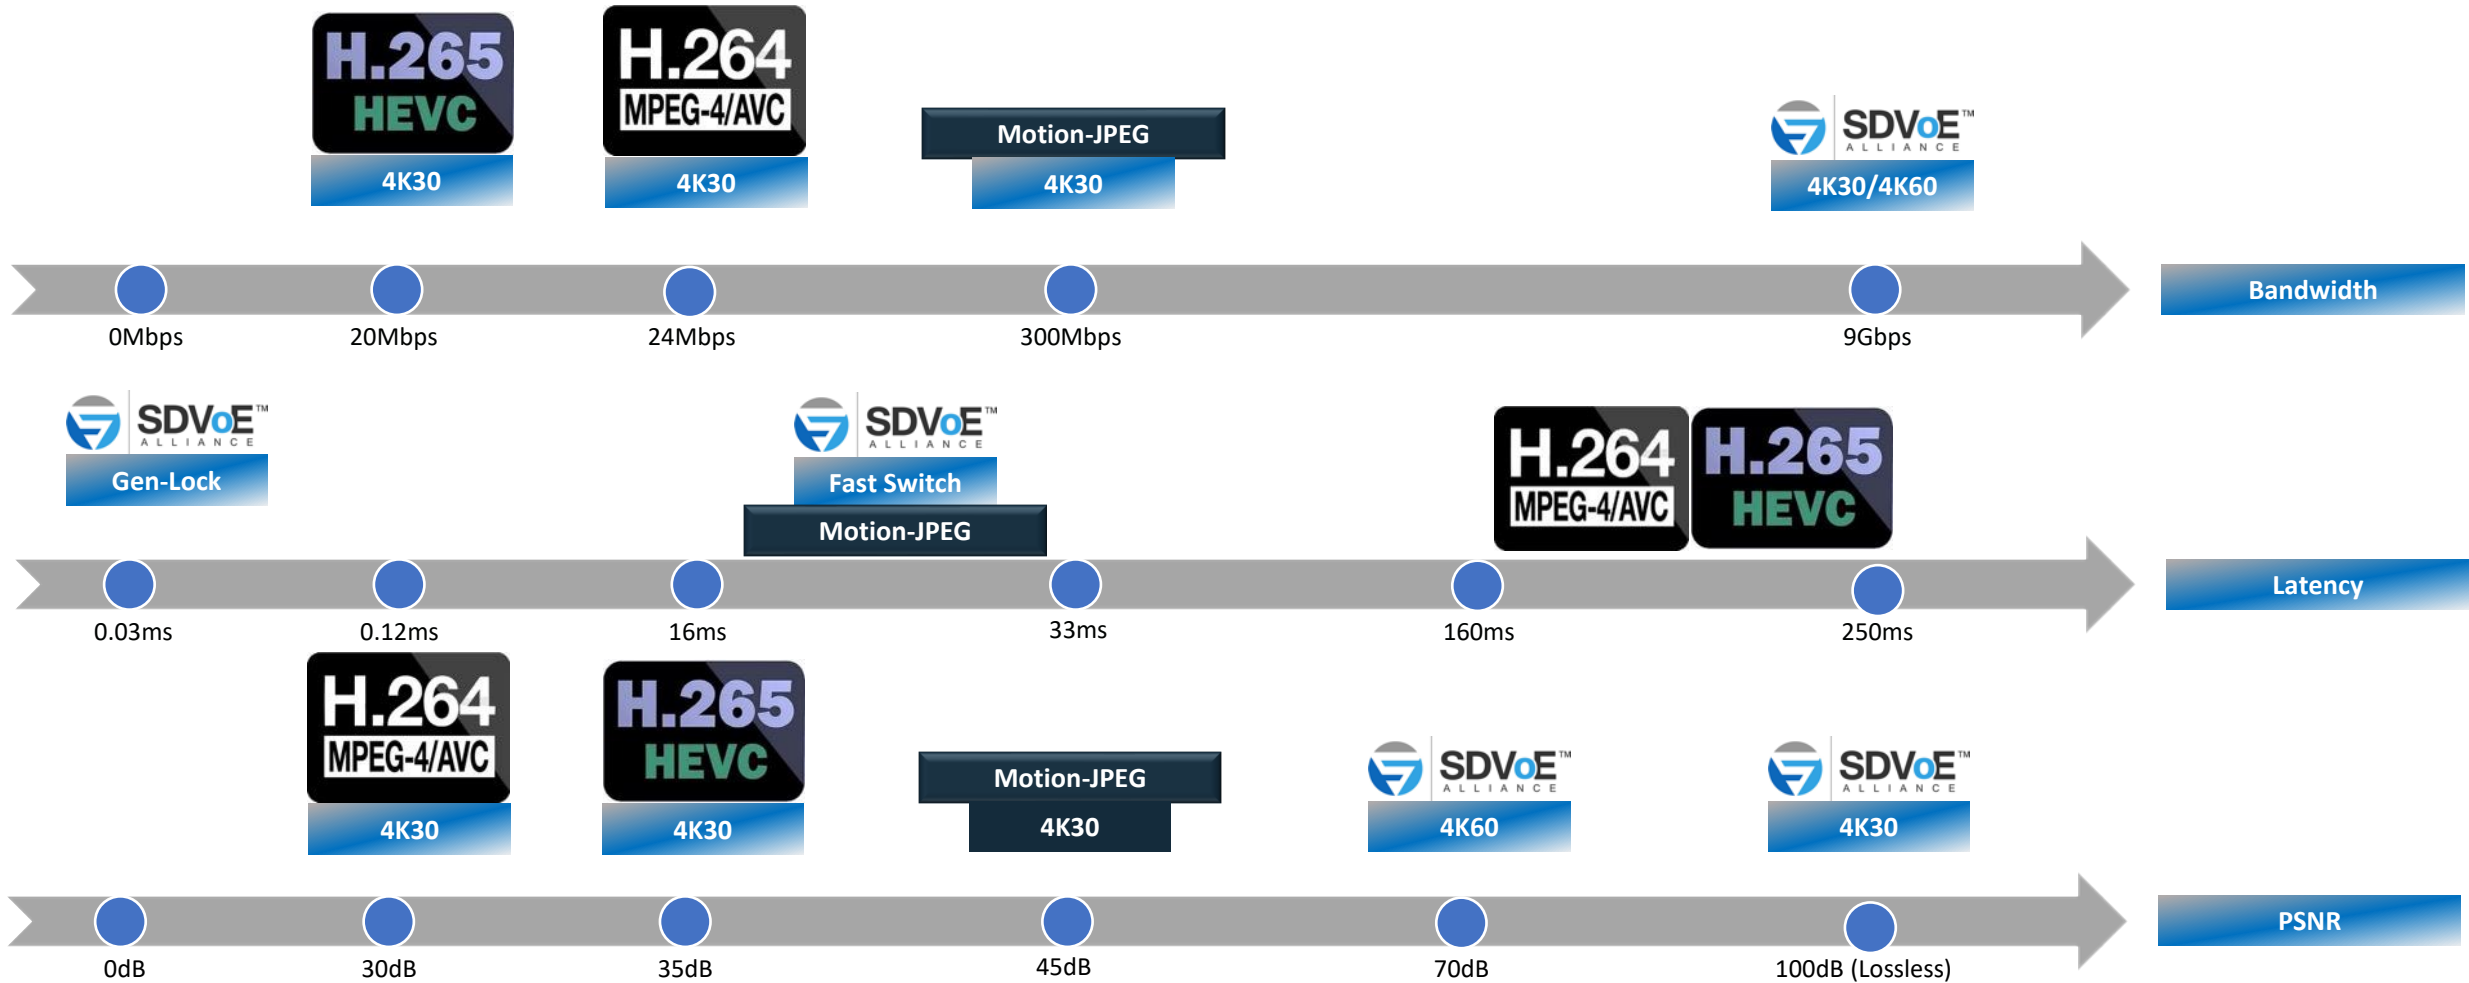 H.265
HEVC
4K30
H.264
MPEG-4/AVC
4K30
Motion-JPEG
4K30
SDVoE™
ALLIANCE
4K30/4K60
Bandwidth
0Mbps
20Mbps
24Mbps
300Mbps
9Gbps
SDVoE™
ALLIANCE
Gen-Lock
SDVoE™
ALLIANCE
Fast Switch
Motion-JPEG
H.264
MPEG-4/AVC
H.265
HEVC
Latency
0.03ms
0.12ms
16ms
33ms
160ms
250ms
H.264
MPEG-4/AVC
4K30
H.265
HEVC
4K30
Motion-JPEG
4K30
SDVoE™
ALLIANCE
4K60
SDVoE™
ALLIANCE
4K30
PSNR
0dB
30dB
35dB
45dB
70dB
100dB (Lossless)